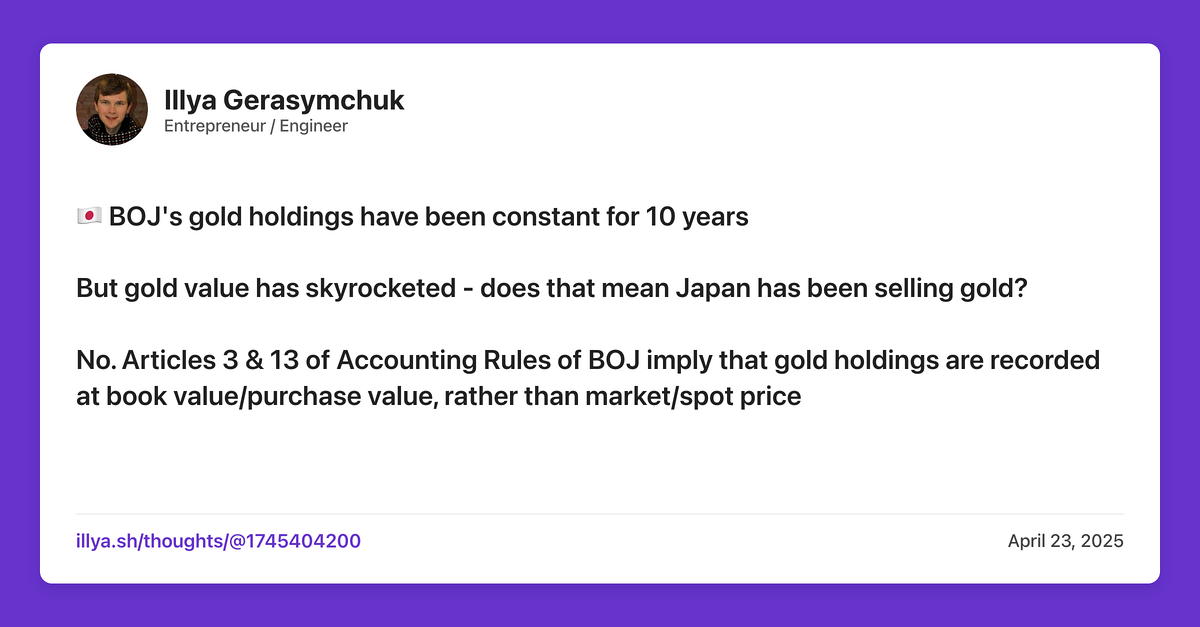 Illya Gerasymchuk
Entrepreneur / Engineer
🇯🇵 BOJ's gold holdings have been constant for 10 years
But gold value has skyrocketed - does that mean Japan has been selling gold?
No. Articles 3 & 13 of Accounting Rules of BOJ imply that gold holdings are recorded
at book value/purchase value, rather than market/spot price
illya.sh/thoughts/@1745404200
April 23, 2025